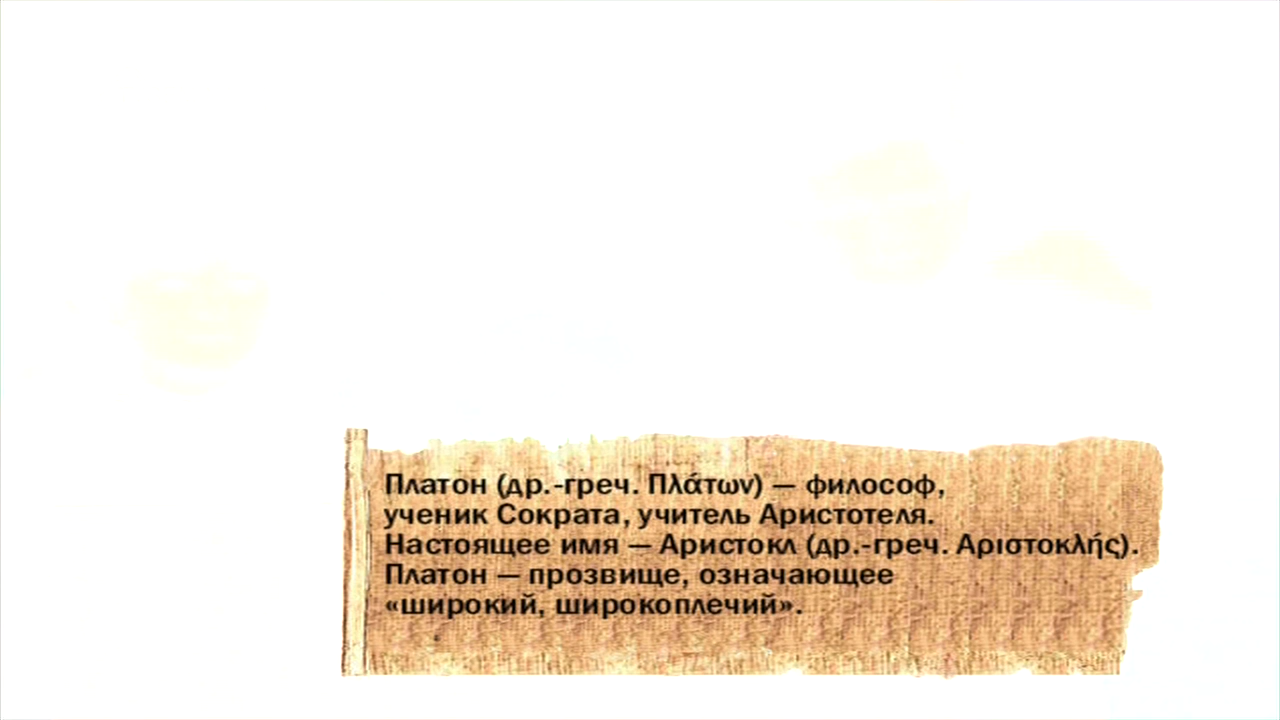 Платон (др.-греч. Πλάτων) — философ,
ученик Сократа, учитель Аристотеля.
Настоящее имя — Аристокл (др.-греч. Αριστοκλής).
Платон — прозвище, означающее
«широкий, широкоплечий».